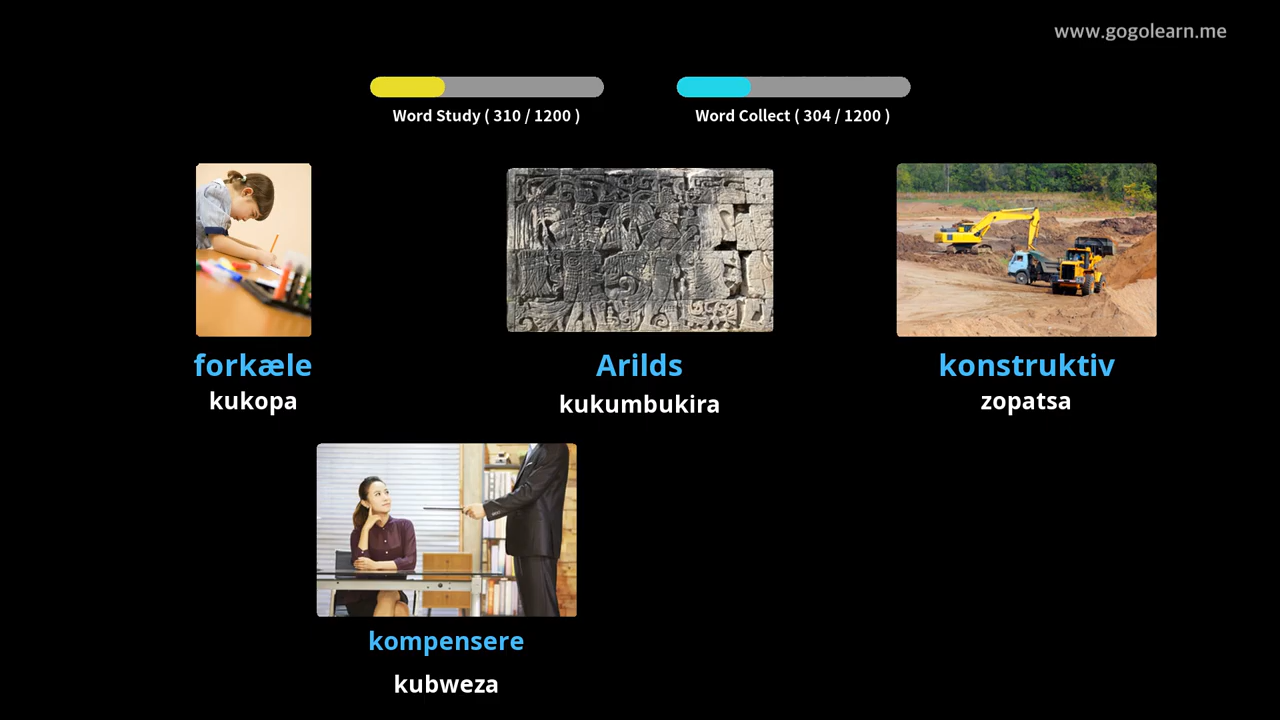 www.gogolearn.me
Word Study ( 310 / 1200 )
Word Collect ( 304 / 1200 )
forkæle
kukopa
Arilds
kukumbukira
konstruktiv
zopatsa
kompensere
kubweza